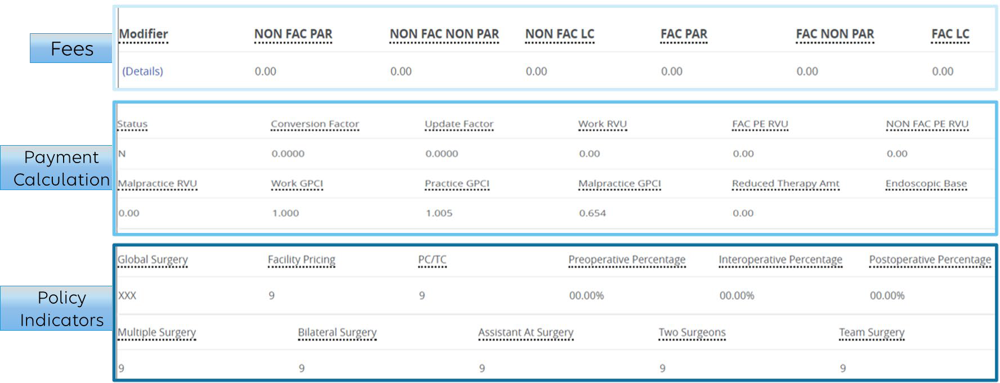 Fees
Modifier NON FAC PAR NON FAC NON PAR NON FAC LC FAC PAR FAC NON PAR FAC LC
(Details) 0.00 0.00 0.00 0.00 0.00 0.00
Payment
Calculation
Status Conversion Factor Update Factor Work RVU FAC PE RVU NON FAC PE RVU
N 0.0000 0.0000 0.00 0.00 0.00
Malpractice RVU Work GPCI Practice GPCI Malpractice GPCI Reduced Therapy Amt Endoscopic Base
0.00 1.000 1.005 0.654 0.00
Policy
Indicators
Global Surgery Facility Pricing PC/TC Preoperative Percentage Interoperative Percentage Postoperative Percentage
XXX 9 9 00.00% 00.00% 00.00%
Multiple Surgery Bilateral Surgery Assistant At Surgery Two Surgeons Team Surgery
9 9 9 9 9